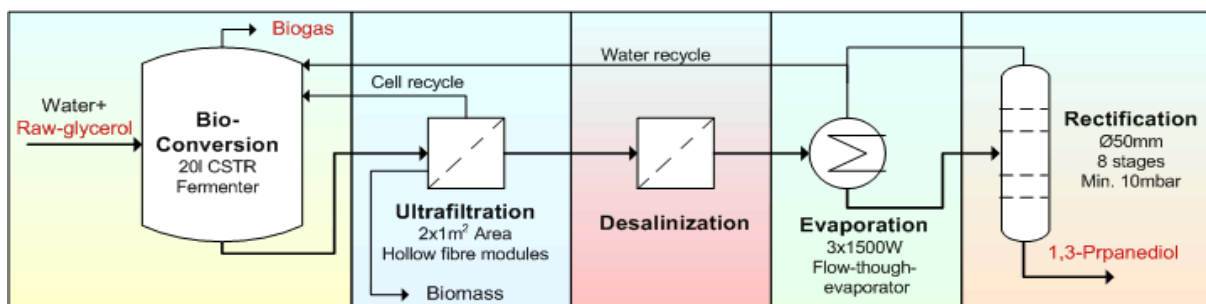 Biogas
Water+
Raw-glycerol
Bio-
Conversion
20l CSTR
Fermenter
Water recycle
Cell recycle
Ultrafiltration
2x1m² Area
Hollow fibre modules
Biomass
Desalinization
Evaporation
3x1500W
Flow-though-
evaporator
Rectification
Ø50mm
8 stages
Min. 10mbar
1,3-Prpanediol